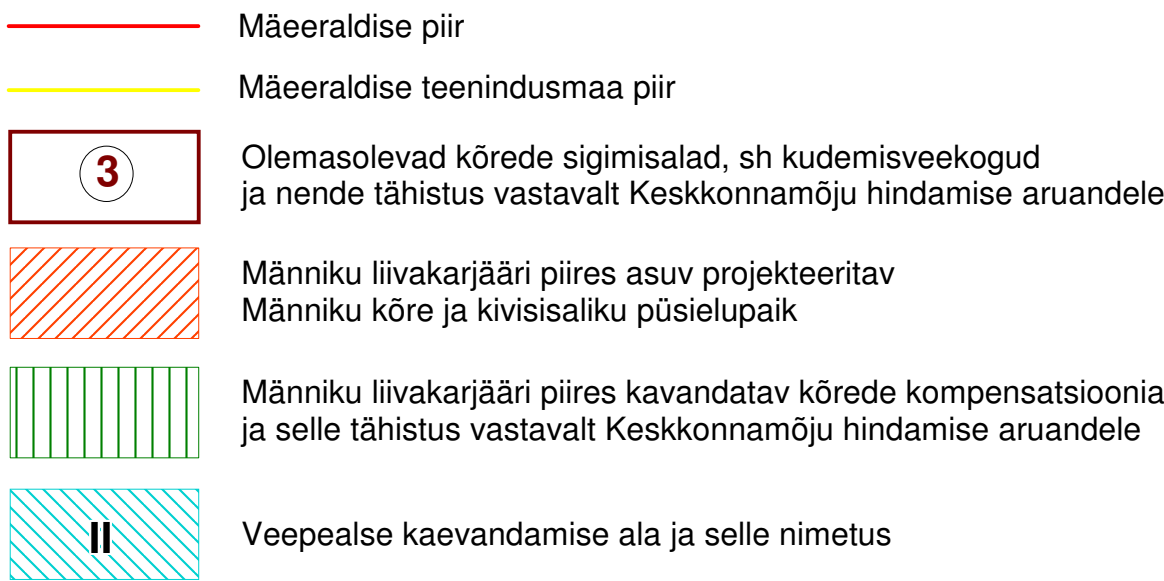 Mäeeraldise piir
Mäeeraldise teenindusmaa piir
3
Olemasolevad kõrede sigimisalad, sh kudemisveekogud
ja nende tähistus vastavalt Keskkonnamõju hindamise aruandele
Männiku liivakarjääri piires asuv projekteeritav
Männiku kõre ja kivisisaliku püsielupaik
Männiku liivakarjääri piires kavandatav kõrede kompensatsioonia
ja selle tähistus vastavalt Keskkonnamõju hindamise aruandele
II
Veepealse kaevandamise ala ja selle nimetus